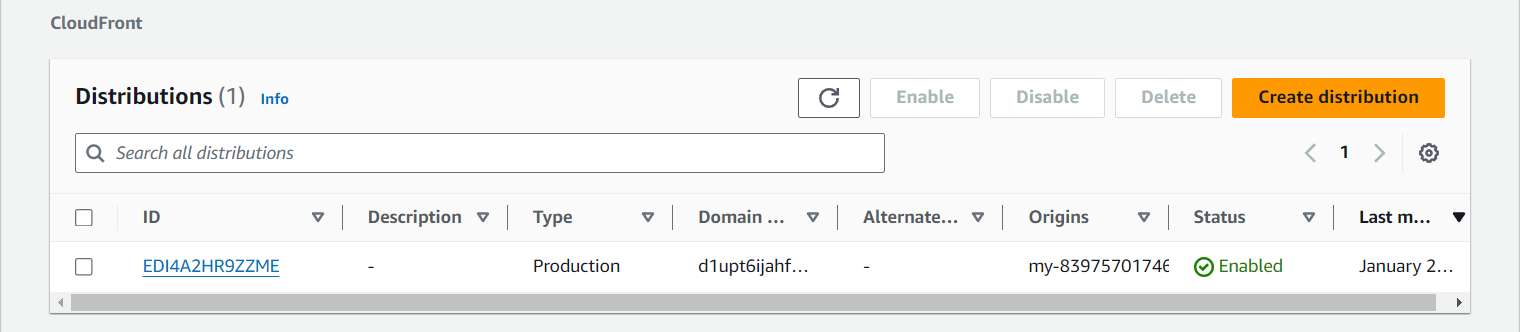 CloudFront
Distributions (1) Info
Enable Disable Delete Create distribution
Search all distributions
1
ID Description Type Domain ... Alternate... Origins Status Last m...
EDI4A2HR9ZZME - Production d1upt6ijahf... - my-83975701746 Enabled January 2...